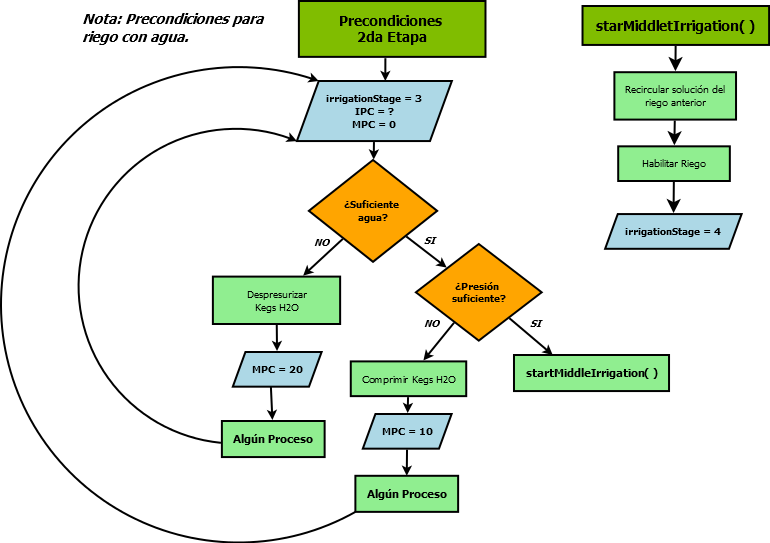 Nota: Precondiciones para
riego con agua.
Precondiciones
2da Etapa
irrigationStage = 3
IPC = ?
MPC = 0
¿Suficiente
agua?
NO
SI
Despresurizar
Kegs H2O
MPC = 20
Algún Proceso
¿Presión
suficiente?
NO
SI
Comprimir Kegs H2O
MPC = 10
Algún Proceso
startMiddleIrrigation( )
starMiddletIrrigation( )
Recircular solución del
riego anterior
Habilitar Riego
irrigationStage = 4